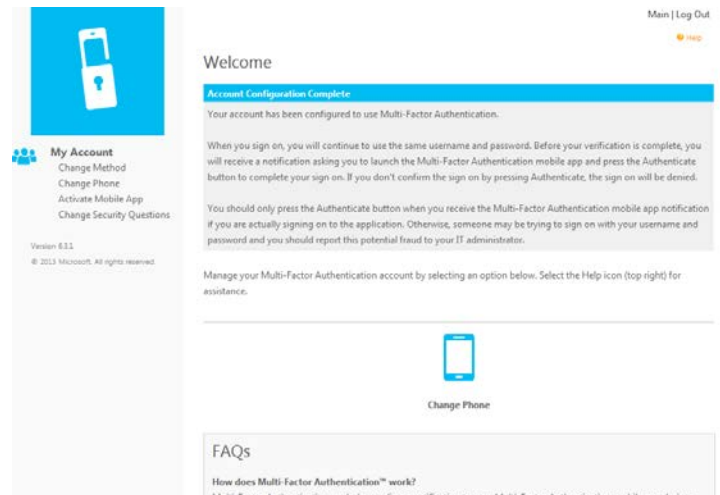 Main | Log Out
Help
Welcome
Account Configuration Complete
Your account has been configured to use Multi-Factor Authentication.
When you sign on, you will continue to use the same username and password. Before your verification is complete, you
will receive a notification asking you to launch the Multi-Factor Authentication mobile app and press the Authenticate
button to complete your sign on. If you don't confirm the sign on by pressing Authenticate, the sign on will be denied.
You should only press the Authenticate button when you receive the Multi-Factor Authentication mobile app notification
if you are actually signing on to the application. Otherwise, someone may be trying to sign on with your username and
password and you should report this potential fraud to your IT administrator.
My Account
Change Method
Change Phone
Activate Mobile App
Change Security Questions
Version 6.3.1
© 2013 Microsoft. All rights reserved.
Manage your Multi-Factor Authentication account by selecting an option below. Select the Help icon (top right) for
assistance.
Change Phone
FAQs
How does Multi-Factor Authentication™ work?